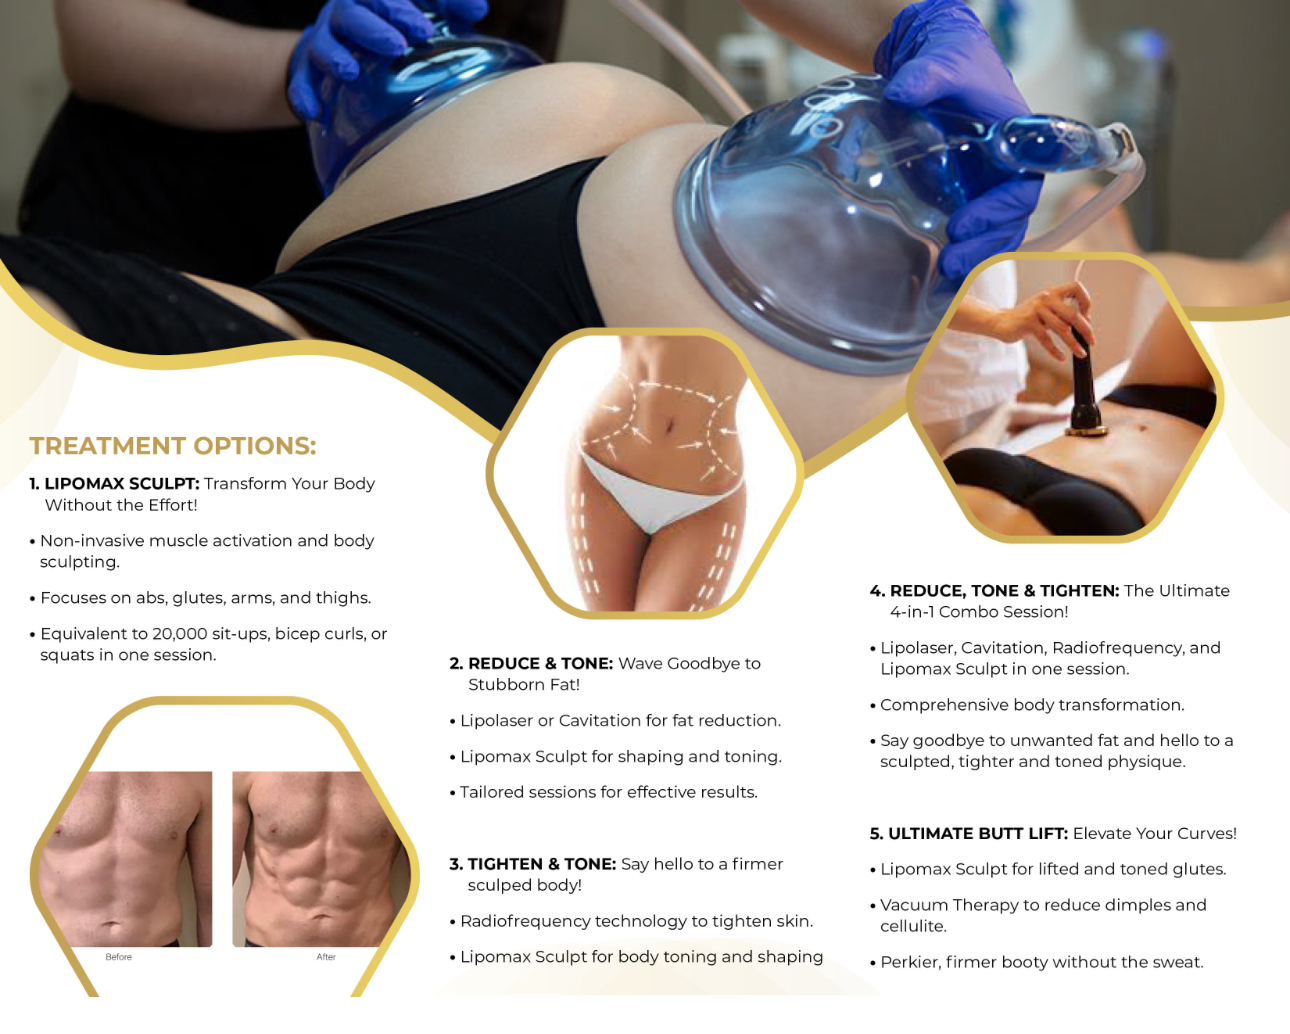 TREATMENT OPTIONS:
1. LIPOMAX SCULPT: Transform Your Body
Without the Effort!
• Non-invasive muscle activation and body
sculpting.
• Focuses on abs, glutes, arms, and thighs.
• Equivalent to 20,000 sit-ups, bicep curls, or
squats in one session.
Before
After
2. REDUCE & TONE: Wave Goodbye to
Stubborn Fat!
• Lipolaser or Cavitation for fat reduction.
• Lipomax Sculpt for shaping and toning.
• Tailored sessions for effective results.
3. TIGHTEN & TONE: Say hello to a firmer
sculped body!
• Radiofrequency technology to tighten skin.
• Lipomax Sculpt for body toning and shaping
4. REDUCE, TONE & TIGHTEN: The Ultimate
4-in-1 Combo Session!
• Lipolaser, Cavitation, Radiofrequency, and
Lipomax Sculpt in one session.
• Comprehensive body transformation.
• Say goodbye to unwanted fat and hello to a
sculpted, tighter and toned physique.
5. ULTIMATE BUTT LIFT: Elevate Your Curves!
• Lipomax Sculpt for lifted and toned glutes.
• Vacuum Therapy to reduce dimples and
cellulite.
• Perkier, firmer booty without the sweat.